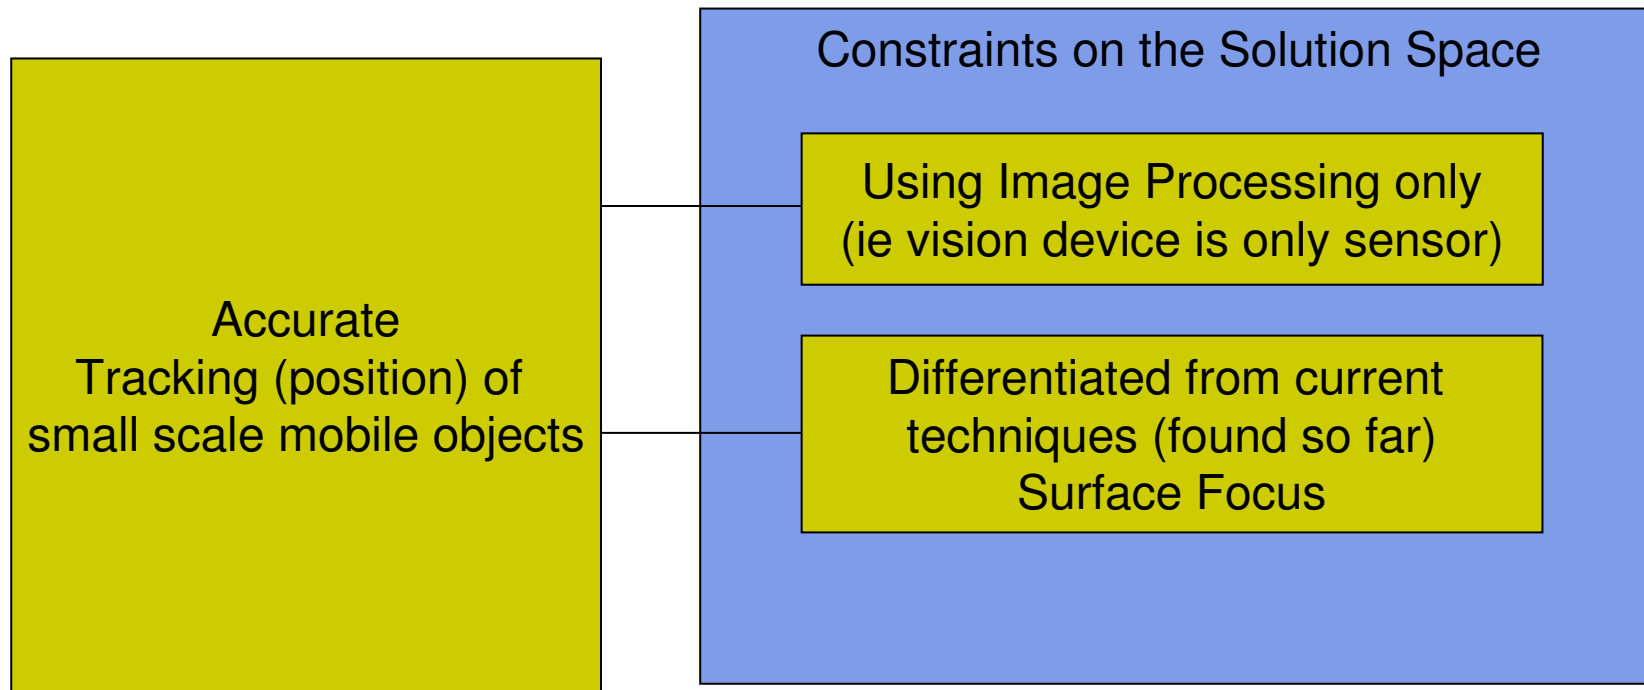 Accurate
Tracking (position) of
small scale mobile objects
Constraints on the Solution Space
Using Image Processing only
(ie vision device is only sensor)
Differentiated from current
techniques (found so far)
Surface Focus